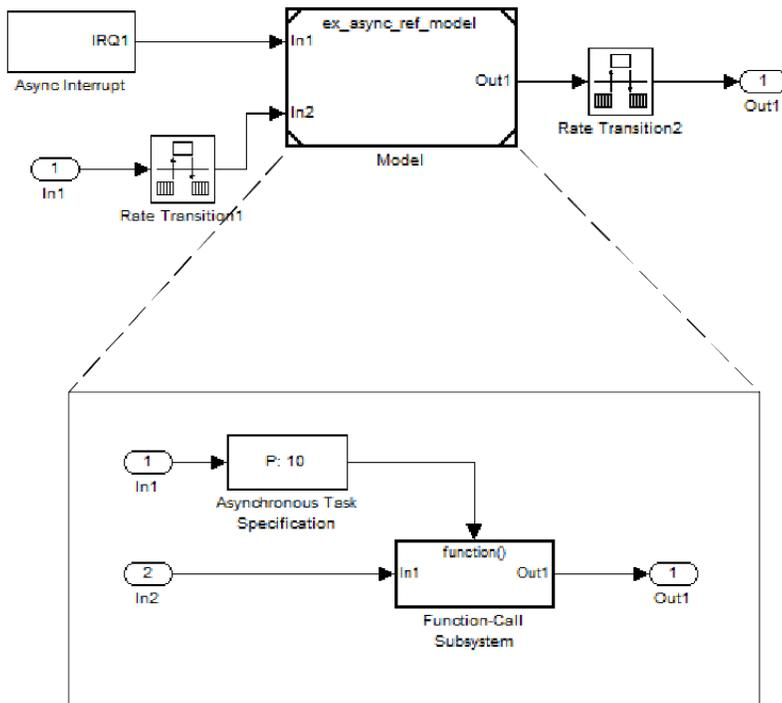 ex_async_ref_model
IRQ1
In1
Async Interrupt
Out1
In2
1
Out1
Rate Transition2
Model
1
In1
Rate Transition1
1
In1
P: 10
Asynchronous Task
Specification
function()
2
In2
In1
Out1
1
Out1
Function-Call
Subsystem